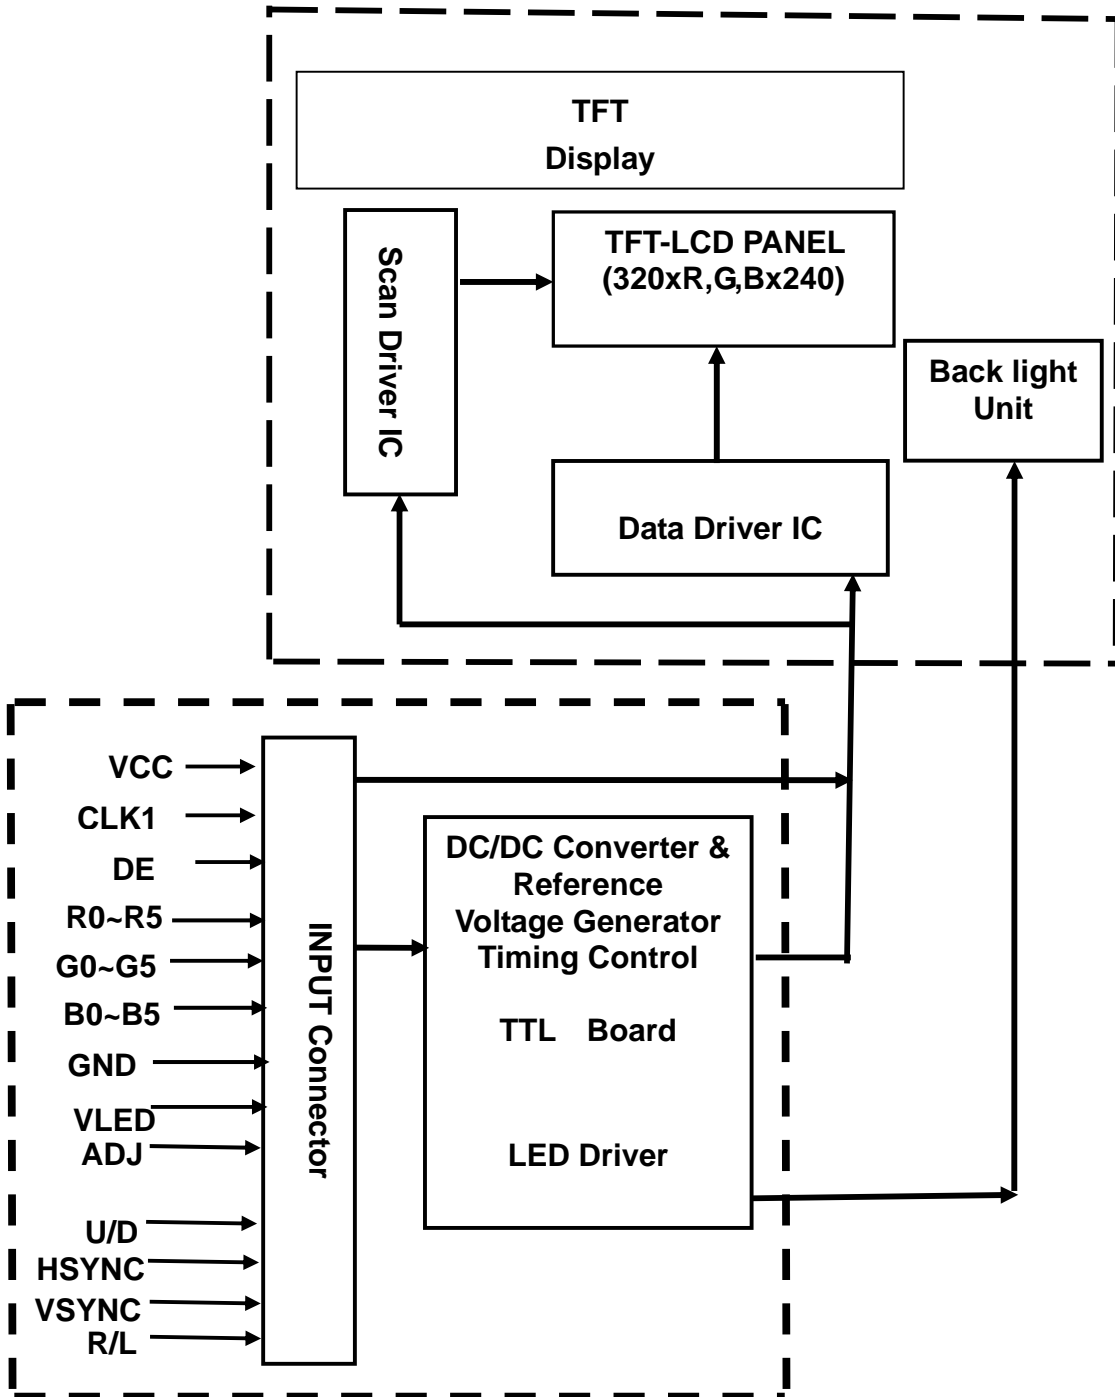 TFT
Display
Scan Driver IC
TFT-LCD PANEL
(320xR,G,Bx240)
Back light
Unit
Data Driver IC
VCC
CLK1
DE
R0~R5
G0~G5
B0~B5
GND
VLED
ADJ
U/D
HSYNC
VSYNC
R/L
INPUT Connector
DC/DC Converter &
Reference
Voltage Generator
Timing Control
TTL Board
LED Driver